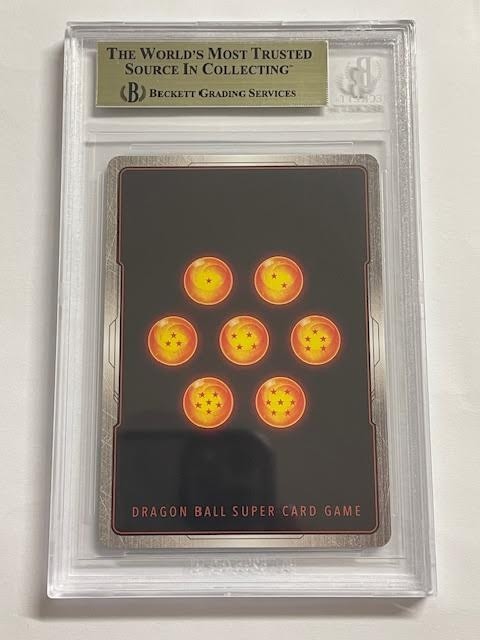 THE WORLD'S MOST TRUSTED
SOURCE IN COLLECTING™
B BECKETT GRADING SERVICES
DRAGON BALL SUPER CARD GAME